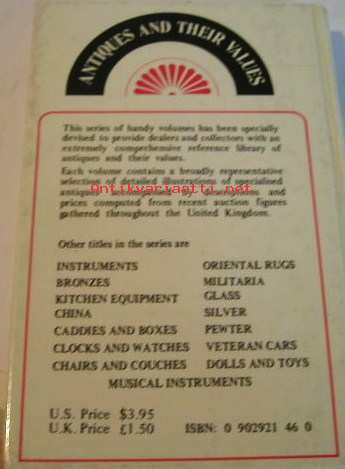 ANTIQUES AND THEIR VALUES
This series of handy volumes has been specially
devised to provide dealers and collectors with an
extremely comprehensive reference library of
antiques and their values.
Each volume contains a broadly representative
selection of detailed illustrations of specialised
antiques, accompanied by descriptions and
prices computed from recent auction figures
gathered throughout the United Kingdom.
Antikvariaatti.net
Other titles in the series are
INSTRUMENTS ORIENTAL RUGS
BRONZES MILITARIA
KITCHEN EQUIPMENT GLASS
CHINA SILVER
CADDIES AND BOXES PEWTER
CLOCKS AND WATCHES VETERAN CARS
CHAIRS AND COUCHES DOLLS AND TOYS
MUSICAL INSTRUMENTS
U.S. Price $3.95
U.K. Price £1.50 ISBN: 0 902921 46 0